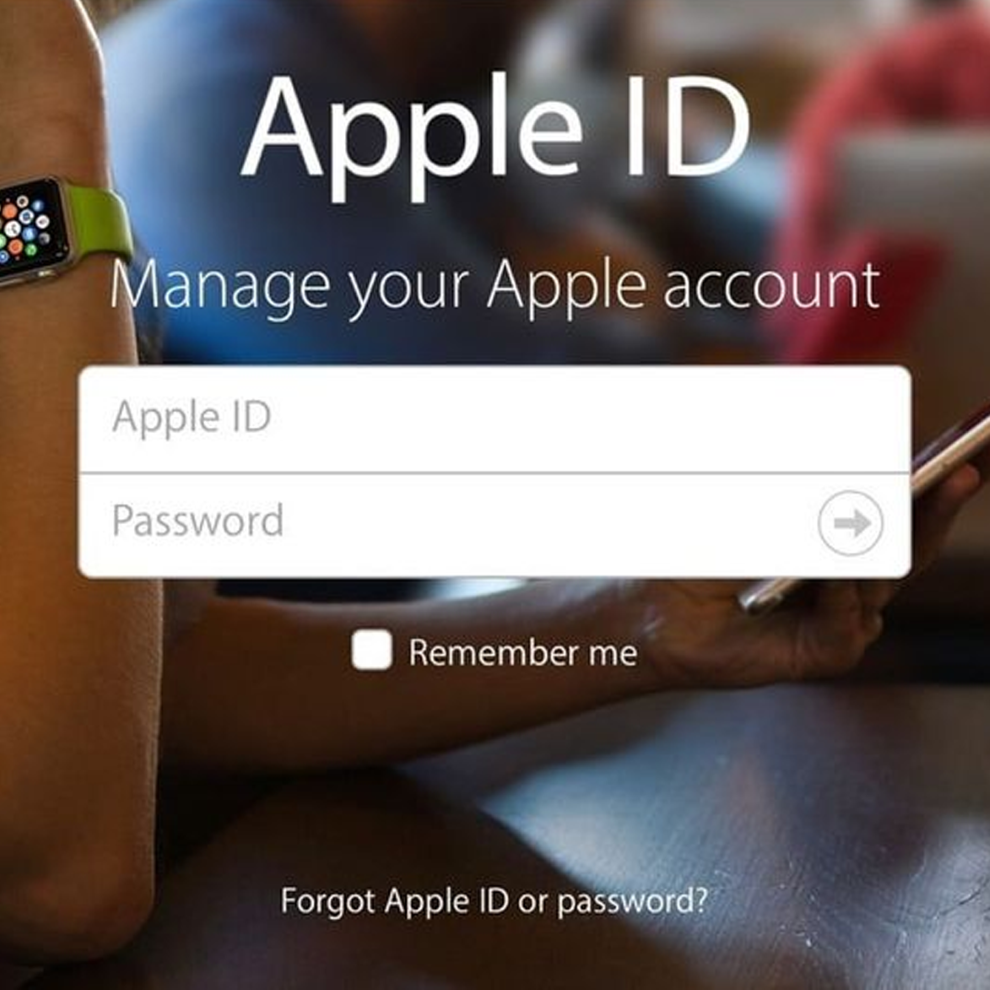 Apple ID
Manage your Apple account
Apple ID
Password
Remember me
Forgot Apple ID or password?